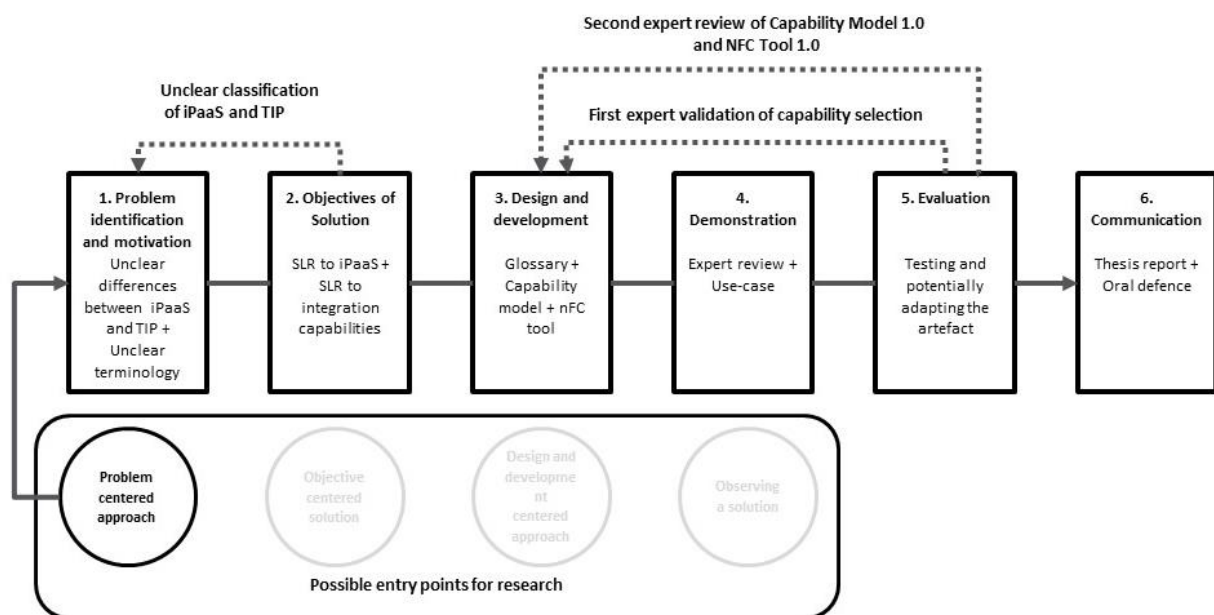 Second expert review of Capability Model 1.0
and NFC Tool 1.0
Unclear classification
of iPaaS and TIP
First expert validation of capability selection
1. Problem
identification
and motivation
Unclear
differences
between iPaaS
and TIP +
Unclear
terminology
2. Objectives of
Solution
SLR to iPaaS +
SLR to
integration
capabilities
3. Design and
development
Glossary +
Capability
model + nFC
tool
4.
Demonstration
Expert review +
Use-case
5. Evaluation
Testing and
potentially
adapting the
artefact
6.
Communication
Thesis report +
Oral defence
Problem
centered
approach
Objective
centered
solution
Design and
developme
nt
centered
approach
Observing
a solution
Possible entry points for research